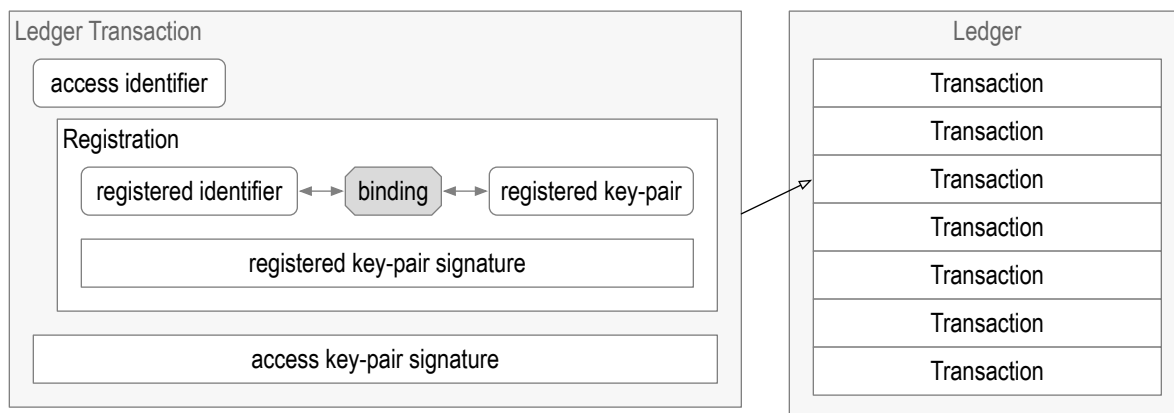 Ledger Transaction
access identifier
Registration
registered identifier
binding
registered key-pair
registered key-pair signature
access key-pair signature
Ledger
Transaction
Transaction
Transaction
Transaction
Transaction
Transaction
Transaction